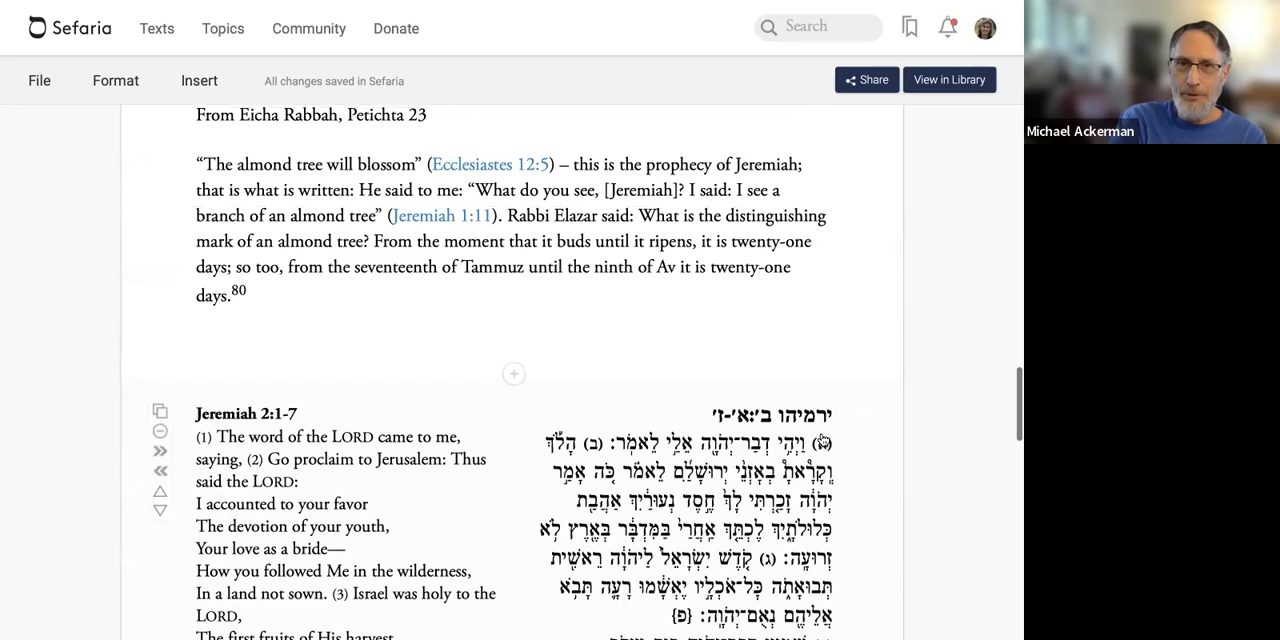 Sefaria Texts Topics Community Donate Search
File Format Insert All changes saved in Sefaria Share View in Library
Michael Ackerman
From Eicha Rabbah, Petichta 23
“The almond tree will blossom” (Ecclesiastes 12:5) – this is the prophecy of Jeremiah;
that is what is written: He said to me: “What do you see, [Jeremiah]? I said: I see a
branch of an almond tree” (Jeremiah 1:11). Rabbi Elazar said: What is the distinguishing
mark of an almond tree? From the moment that it buds until it ripens, it is twenty-one
days; so too, from the seventeenth of Tammuz until the ninth of Av it is twenty-one
days.80
Jeremiah 2:1-7
(1) The word of the LORD came to me,
saying, (2) Go proclaim to Jerusalem: Thus
said the LORD:
I accounted to your favor
The devotion of your youth,
Your love as a bride—
How you followed Me in the wilderness,
In a land not sown. (3) Israel was holy to the
LORD,
The first fruits of His harvest
ירמיהו ב׳:א׳-ז׳
וַיְהִ֥י דְבַר־יְהֹוָ֖ה אֵלַ֥י לֵאמֹֽר׃ (ב) הָלֹ֡ךְ
וְֽקָרָ֩אתָ֩ בְאׇזְנֵ֨י יְרוּשָׁלַ֜͏ִם לֵאמֹ֗ר כֹּ֚ה אָמַ֣ר
יְהֹוָ֔ה זָכַ֤רְתִּי לָךְ֙ חֶ֣סֶד נְעוּרַ֔יִךְ אַהֲבַ֖ת
כְּלוּלֹתָ֑יִךְ לֶכְתֵּ֤ךְ אַֽחֲרַי֙ בַּמִּדְבָּ֔ר בְּאֶ֖רֶץ לֹ֥א
זְרוּעָֽה׃ (ג) קֹ֤דֶשׁ יִשְׂרָאֵל֙ לַיהֹוָ֔ה רֵאשִׁ֖ית
תְּבוּאָתֹ֑ה כׇּל־אֹכְלָ֣יו יֶאְשָׁ֔מוּ רָעָ֛ה תָּבֹ֥א
אֲלֵיהֶ֖ם נְאֻם־יְהֹוָֽה׃ {פ}